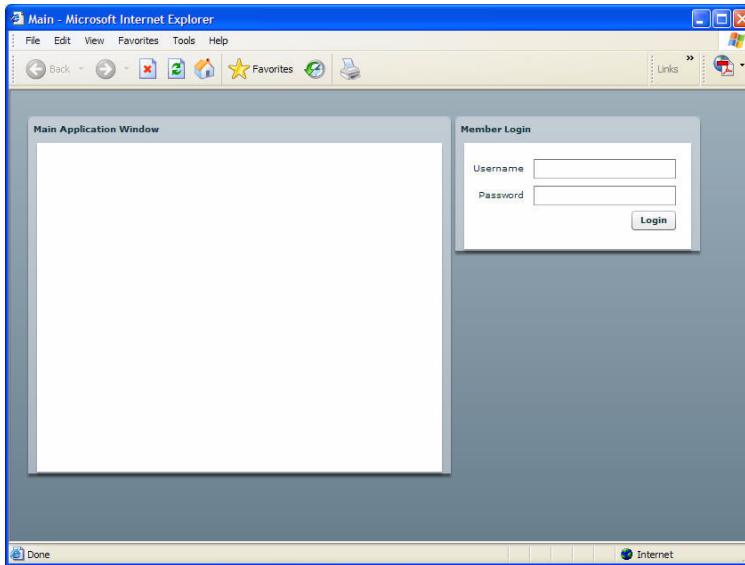 Main - Microsoft Internet Explorer
File Edit View Favorites Tools Help
Back Favorites Links »
Main Application Window
Member Login
Username
Password
Login
Done Internet